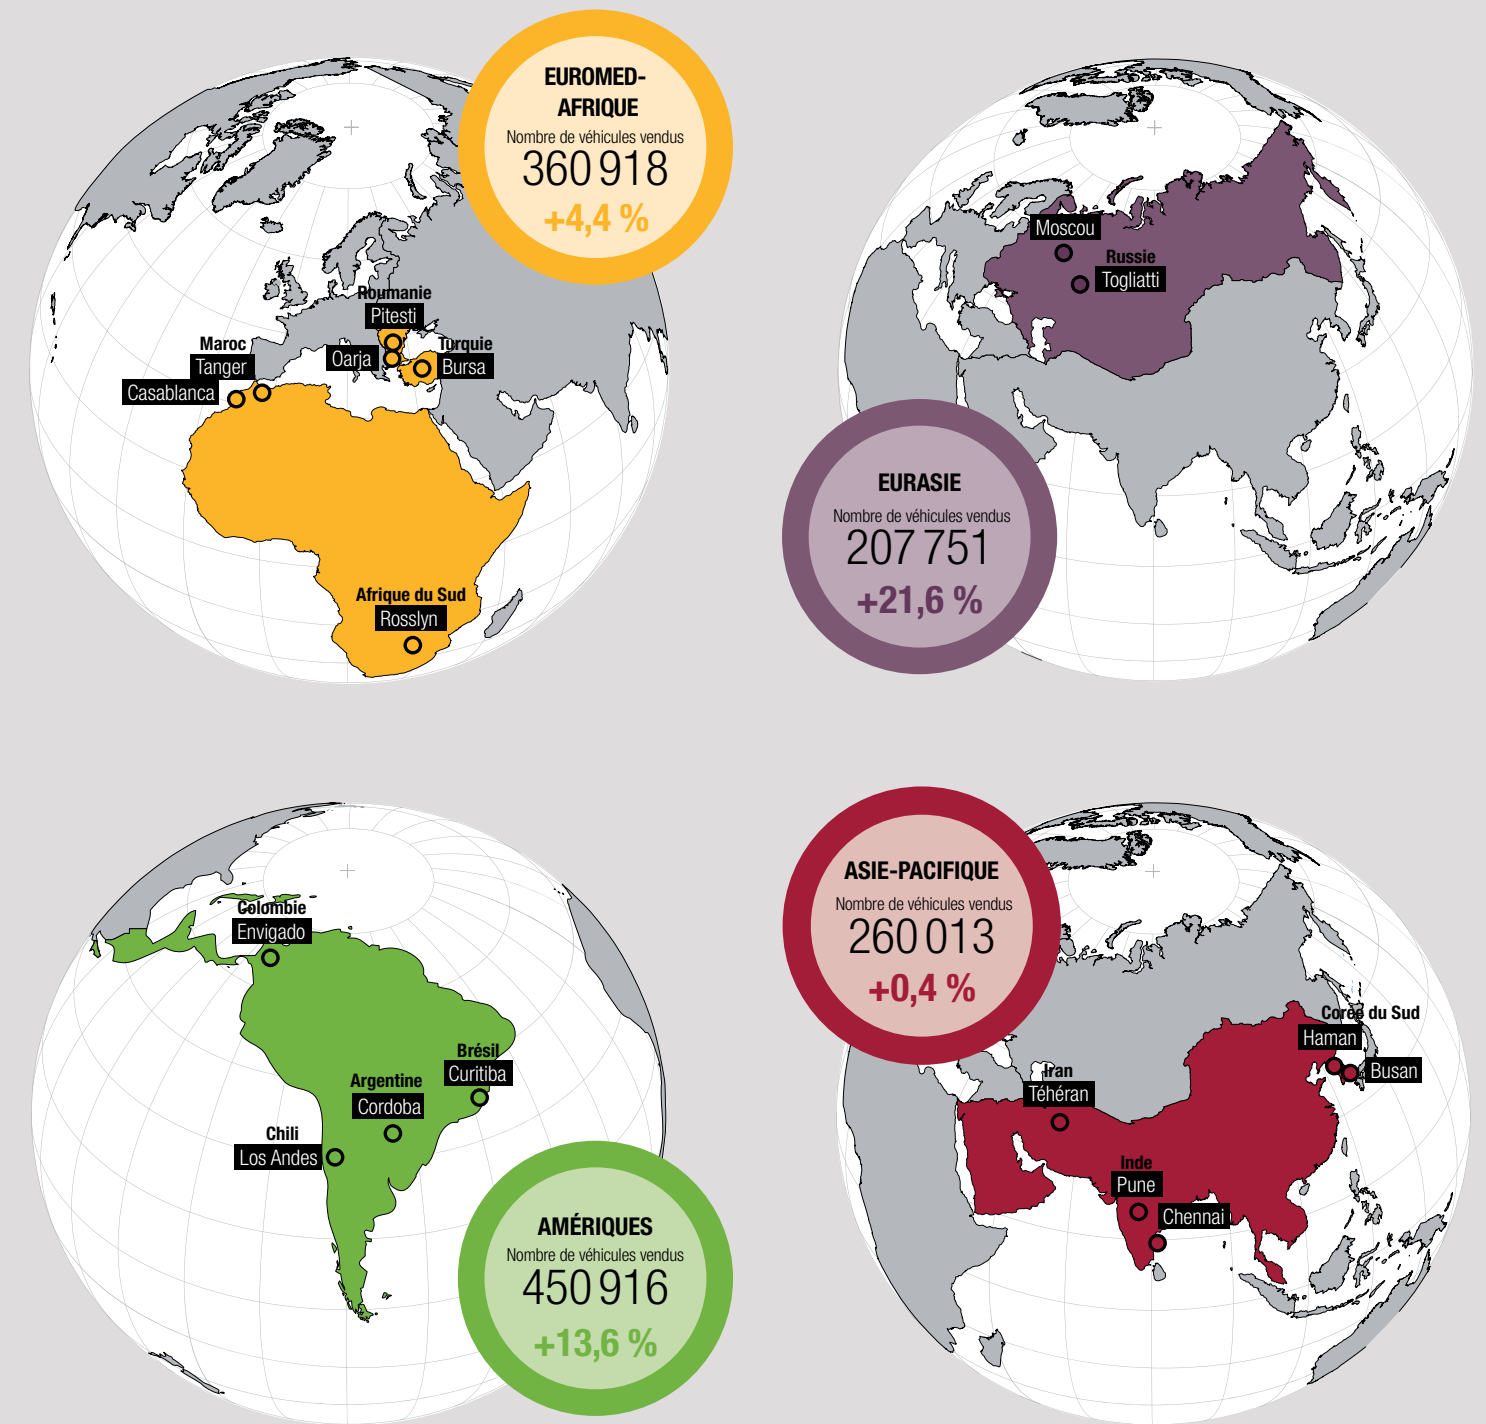 EUROMED-
AFRIQUE
Nombre de véhicules vendus
360 918
+4,4 %
Roumanie
Pitesti
Oarja
Turquie
Bursa
Maroc
Tanger
Casablanca
Afrique du Sud
Rosslyn
Moscou
Russie
Togliatti
EURASIE
Nombre de véhicules vendus
207 751
+21,6 %
Colombie
Envigado
Brésil
Curitiba
Argentine
Cordoba
Chili
Los Andes
AMÉRIQUES
Nombre de véhicules vendus
450 916
+13,6 %
ASIE-PACIFIQUE
Nombre de véhicules vendus
260 013
+0,4 %
Corée du Sud
Haman
Busan
Iran
Téhéran
Inde
Pune
Chennai